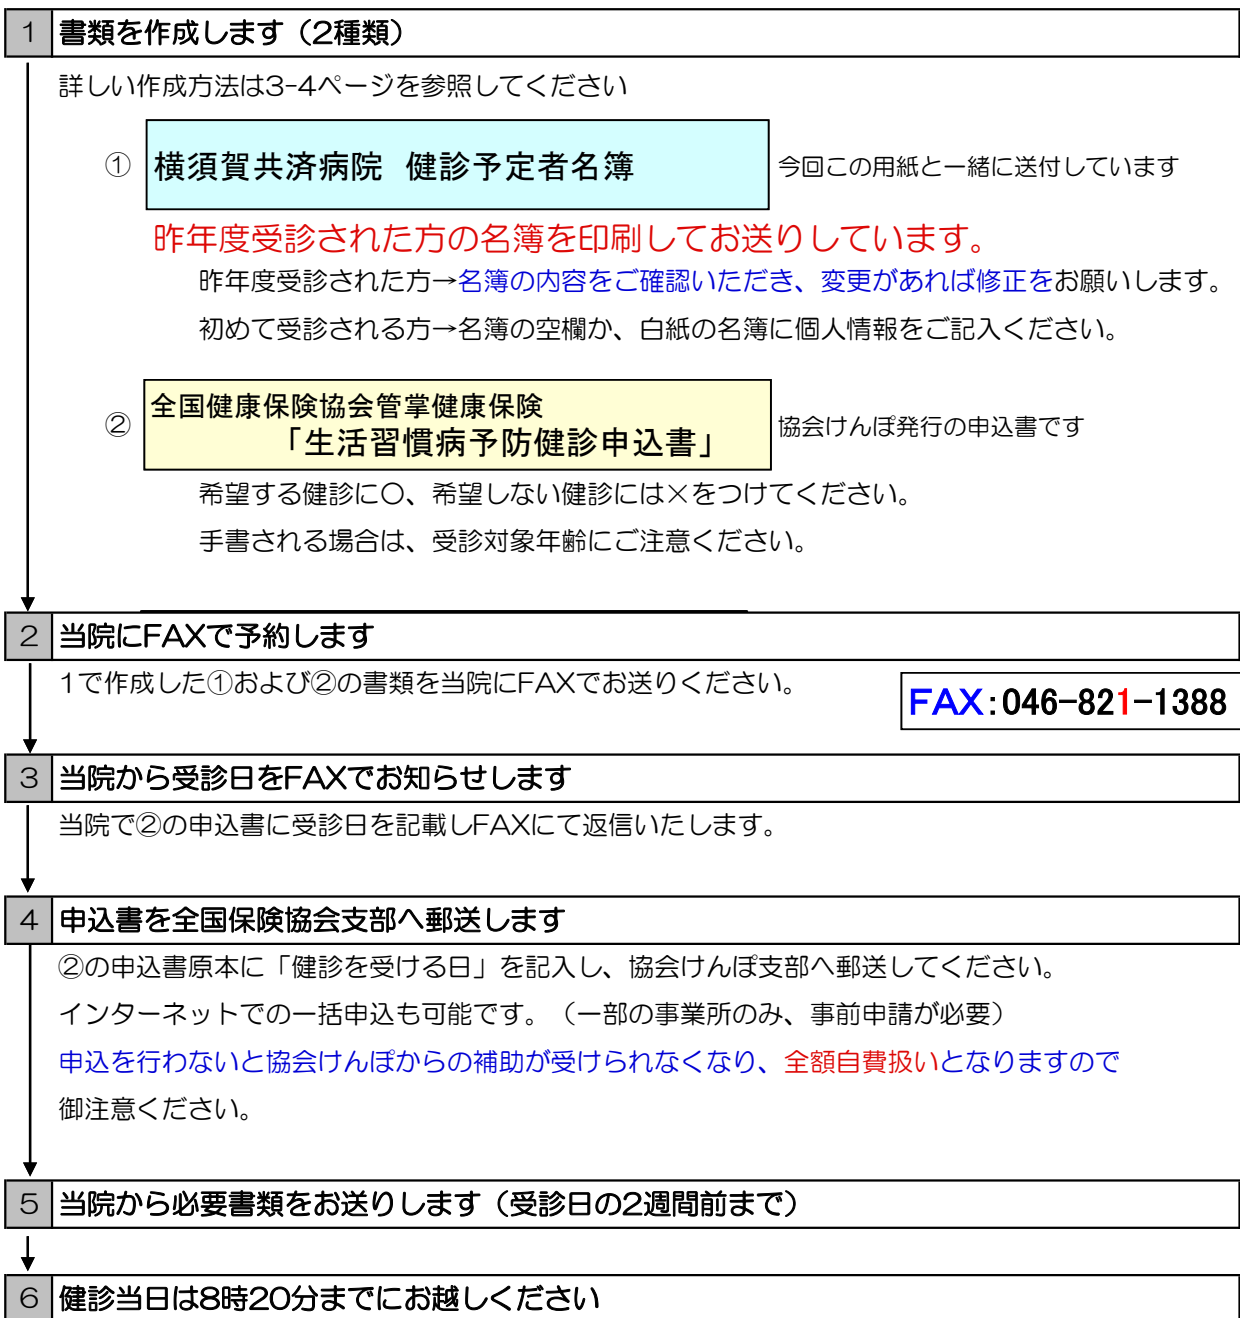 1 書類を作成します（2種類）
詳しい作成方法は3-4ページを参照してください
① 横須賀共済病院 健診予定者名簿 今回この用紙と一緒に送付しています
昨年度受診された方の名簿を印刷してお送りしています。
昨年度受診された方→名簿の内容をご確認いただき、変更があれば修正をお願いします。
初めて受診される方→名簿の空欄か、白紙の名簿に個人情報をご記入ください。
全国健康保険協会管掌健康保険
② 「生活習慣病予防健診申込書」 協会けんぽ発行の申込書です
希望する健診に〇、希望しない健診には×をつけてください。
手書される場合は、受診対象年齢にご注意ください。
2 当院にFAXで予約します
1で作成した①および②の書類を当院にFAXでお送りください。
FAX：046-821-1388
3 当院から受診日をFAXでお知らせします
当院で②の申込書に受診日を記載しFAXにて返信いたします。
4 申込書を全国保険協会支部へ郵送します
②の申込書原本に「健診を受ける日」を記入し、協会けんぽ支部へ郵送してください。
インターネットでの一括申込も可能です。（一部の事業所のみ、事前申請が必要）
申込を行わないと協会けんぽからの補助が受けられなくなり、全額自費扱いとなりますので
御注意ください。
5 当院から必要書類をお送りします（受診日の2週間前まで）
6 健診当日は8時20分までにお越しください